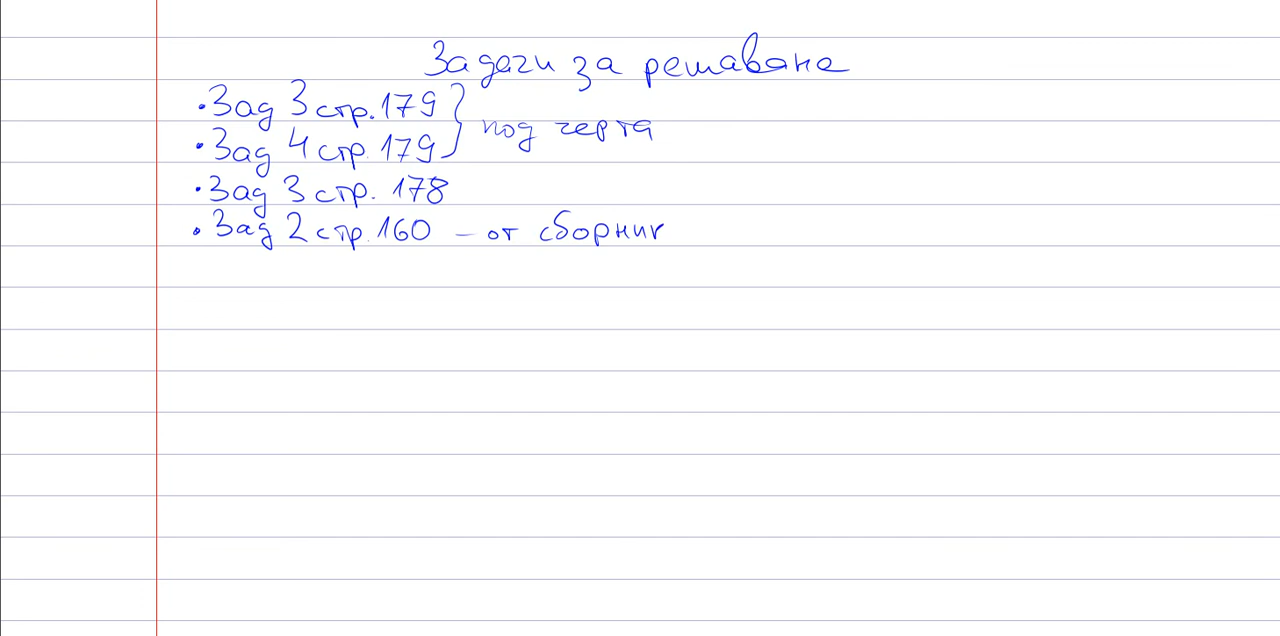 Задачи за решаване
• Зад 3 стр. 179
под черта
• Зад 4 стр. 179
• Зад 3 стр. 178
• Зад 2 стр. 160 – от сборник